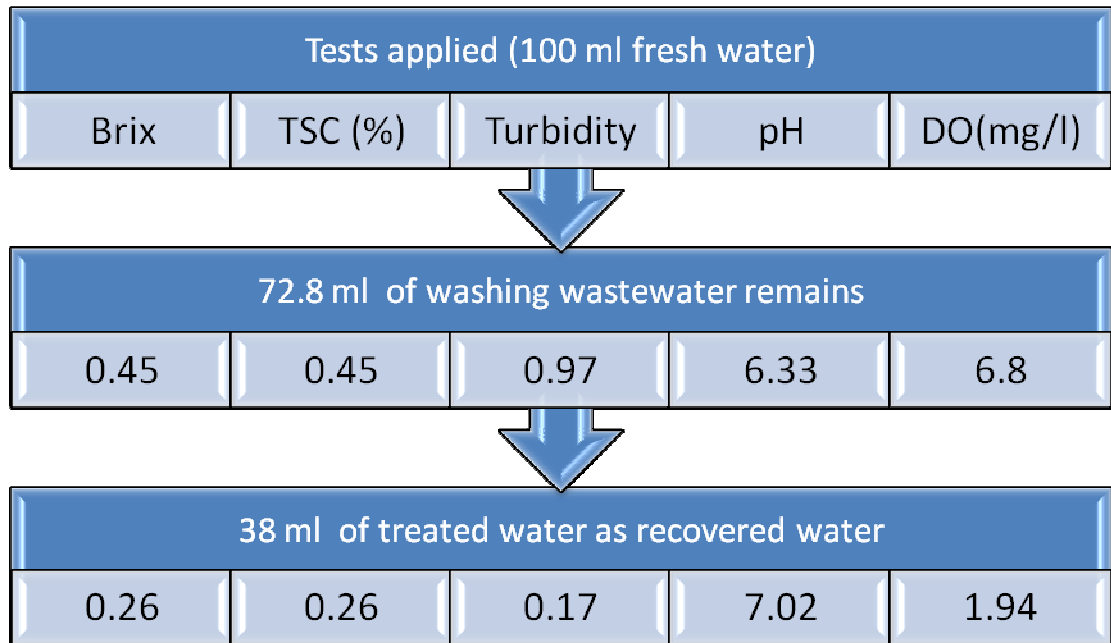 Tests applied (100 ml fresh water)
Brix TSC (%) Turbidity pH DO(mg/l)
72.8 ml of washing wastewater remains
0.45 0.45 0.97 6.33 6.8
38 ml of treated water as recovered water
0.26 0.26 0.17 7.02 1.94